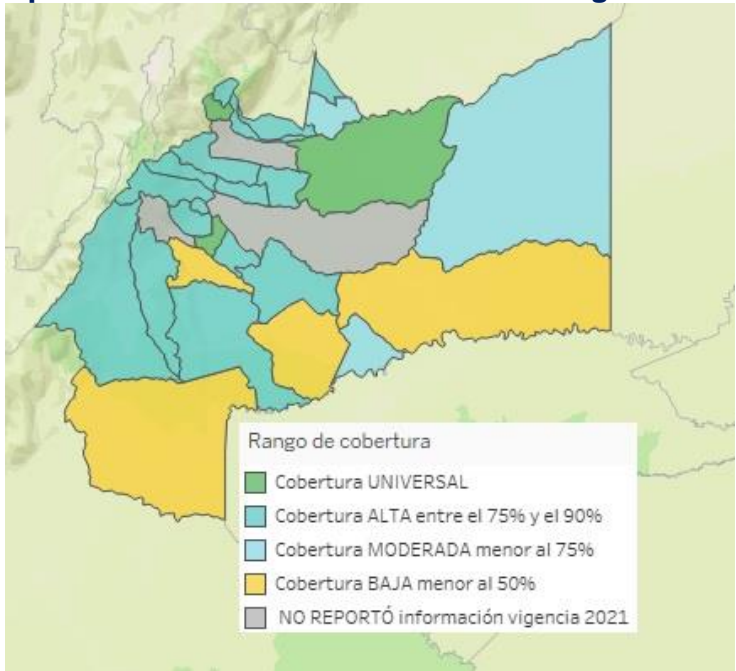 Rango de cobertura
Cobertura UNIVERSAL
Cobertura ALTA entre el 75% y el 90%
Cobertura MODERADA menor al 75%
Cobertura BAJA menor al 50%
NO REPORTÓ información vigencia 2021